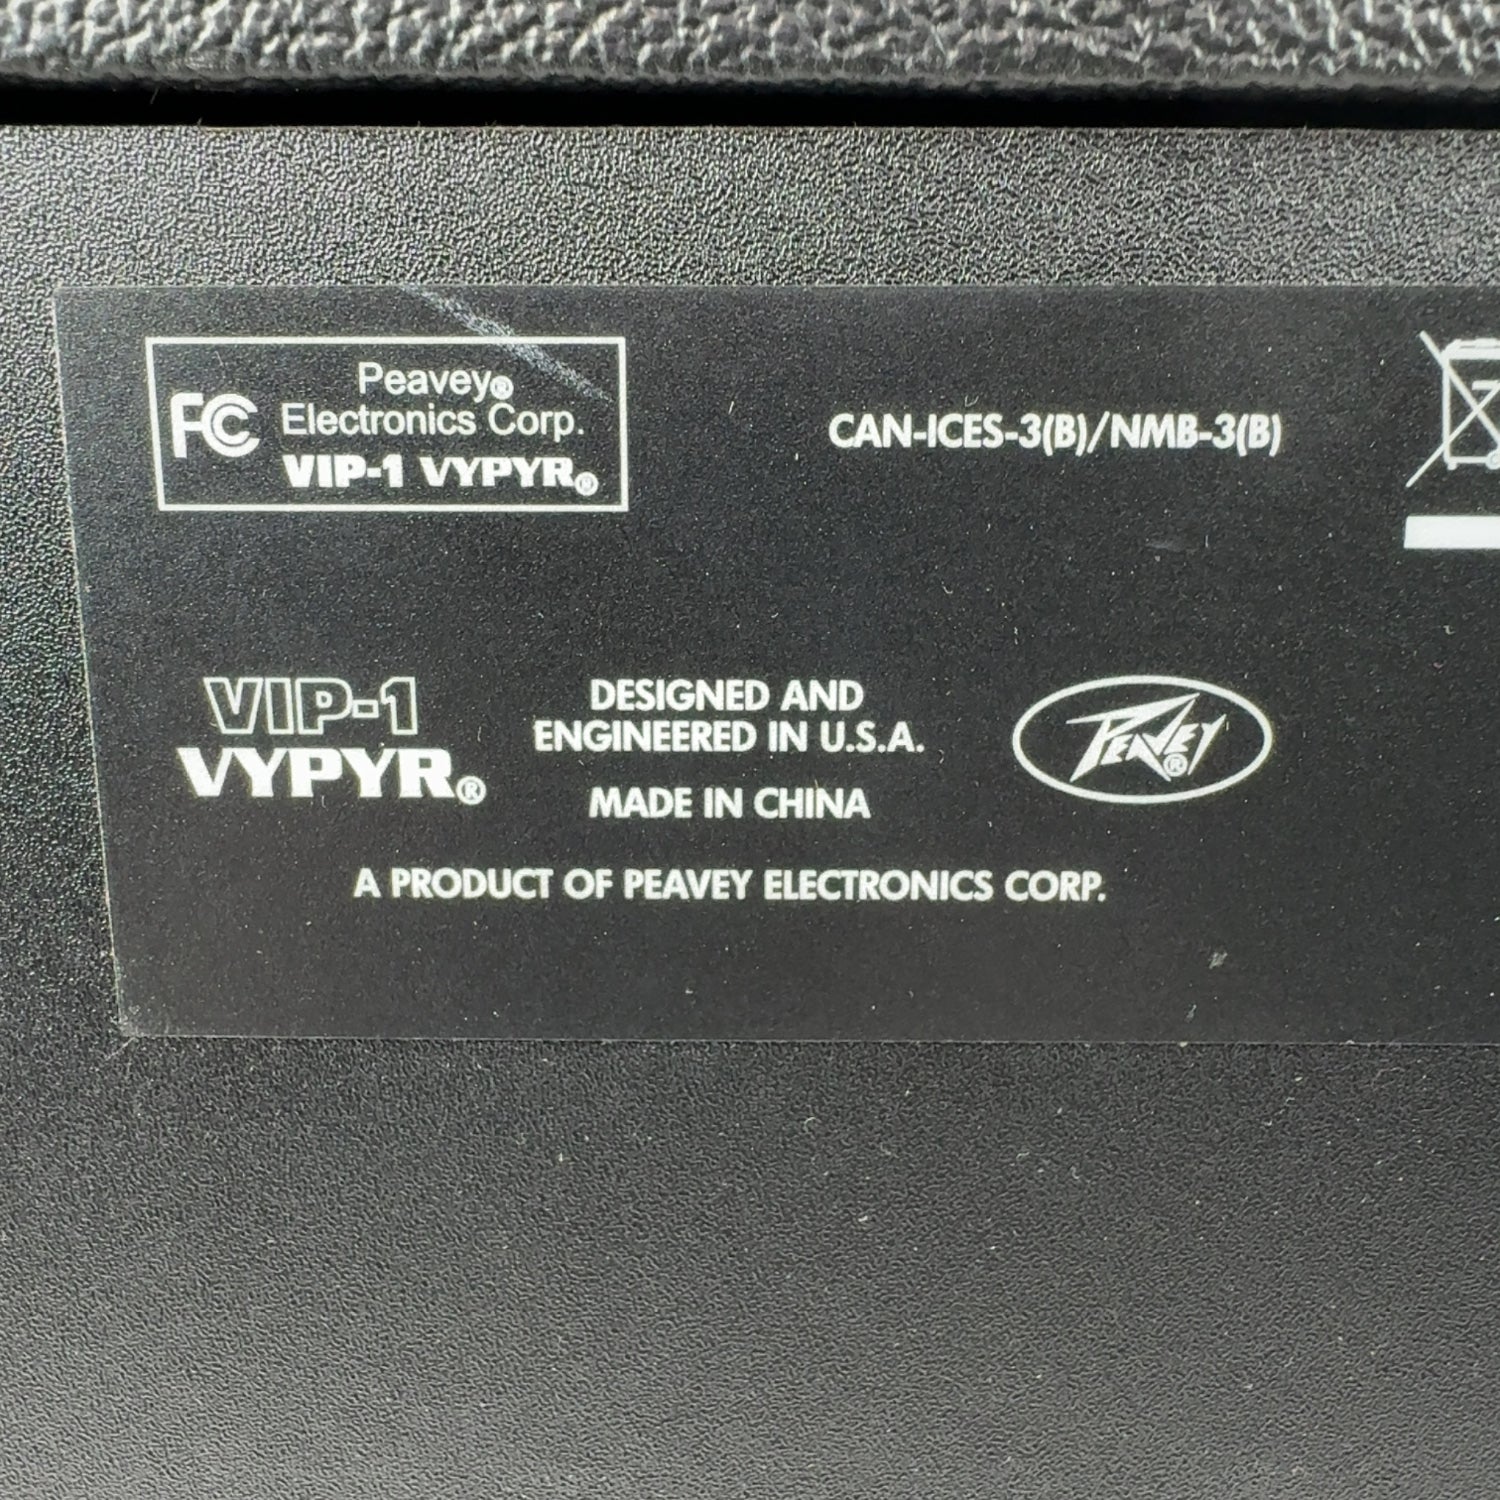 FC
Peavey®
Electronics Corp.
VIP-1 VYPYR®
CAN-ICES-3(B)/NMB-3(B)
VIP-1
VYPYR®
DESIGNED AND
ENGINEERED IN U.S.A.
MADE IN CHINA
PEAVEY®
A PRODUCT OF PEAVEY ELECTRONICS CORP.